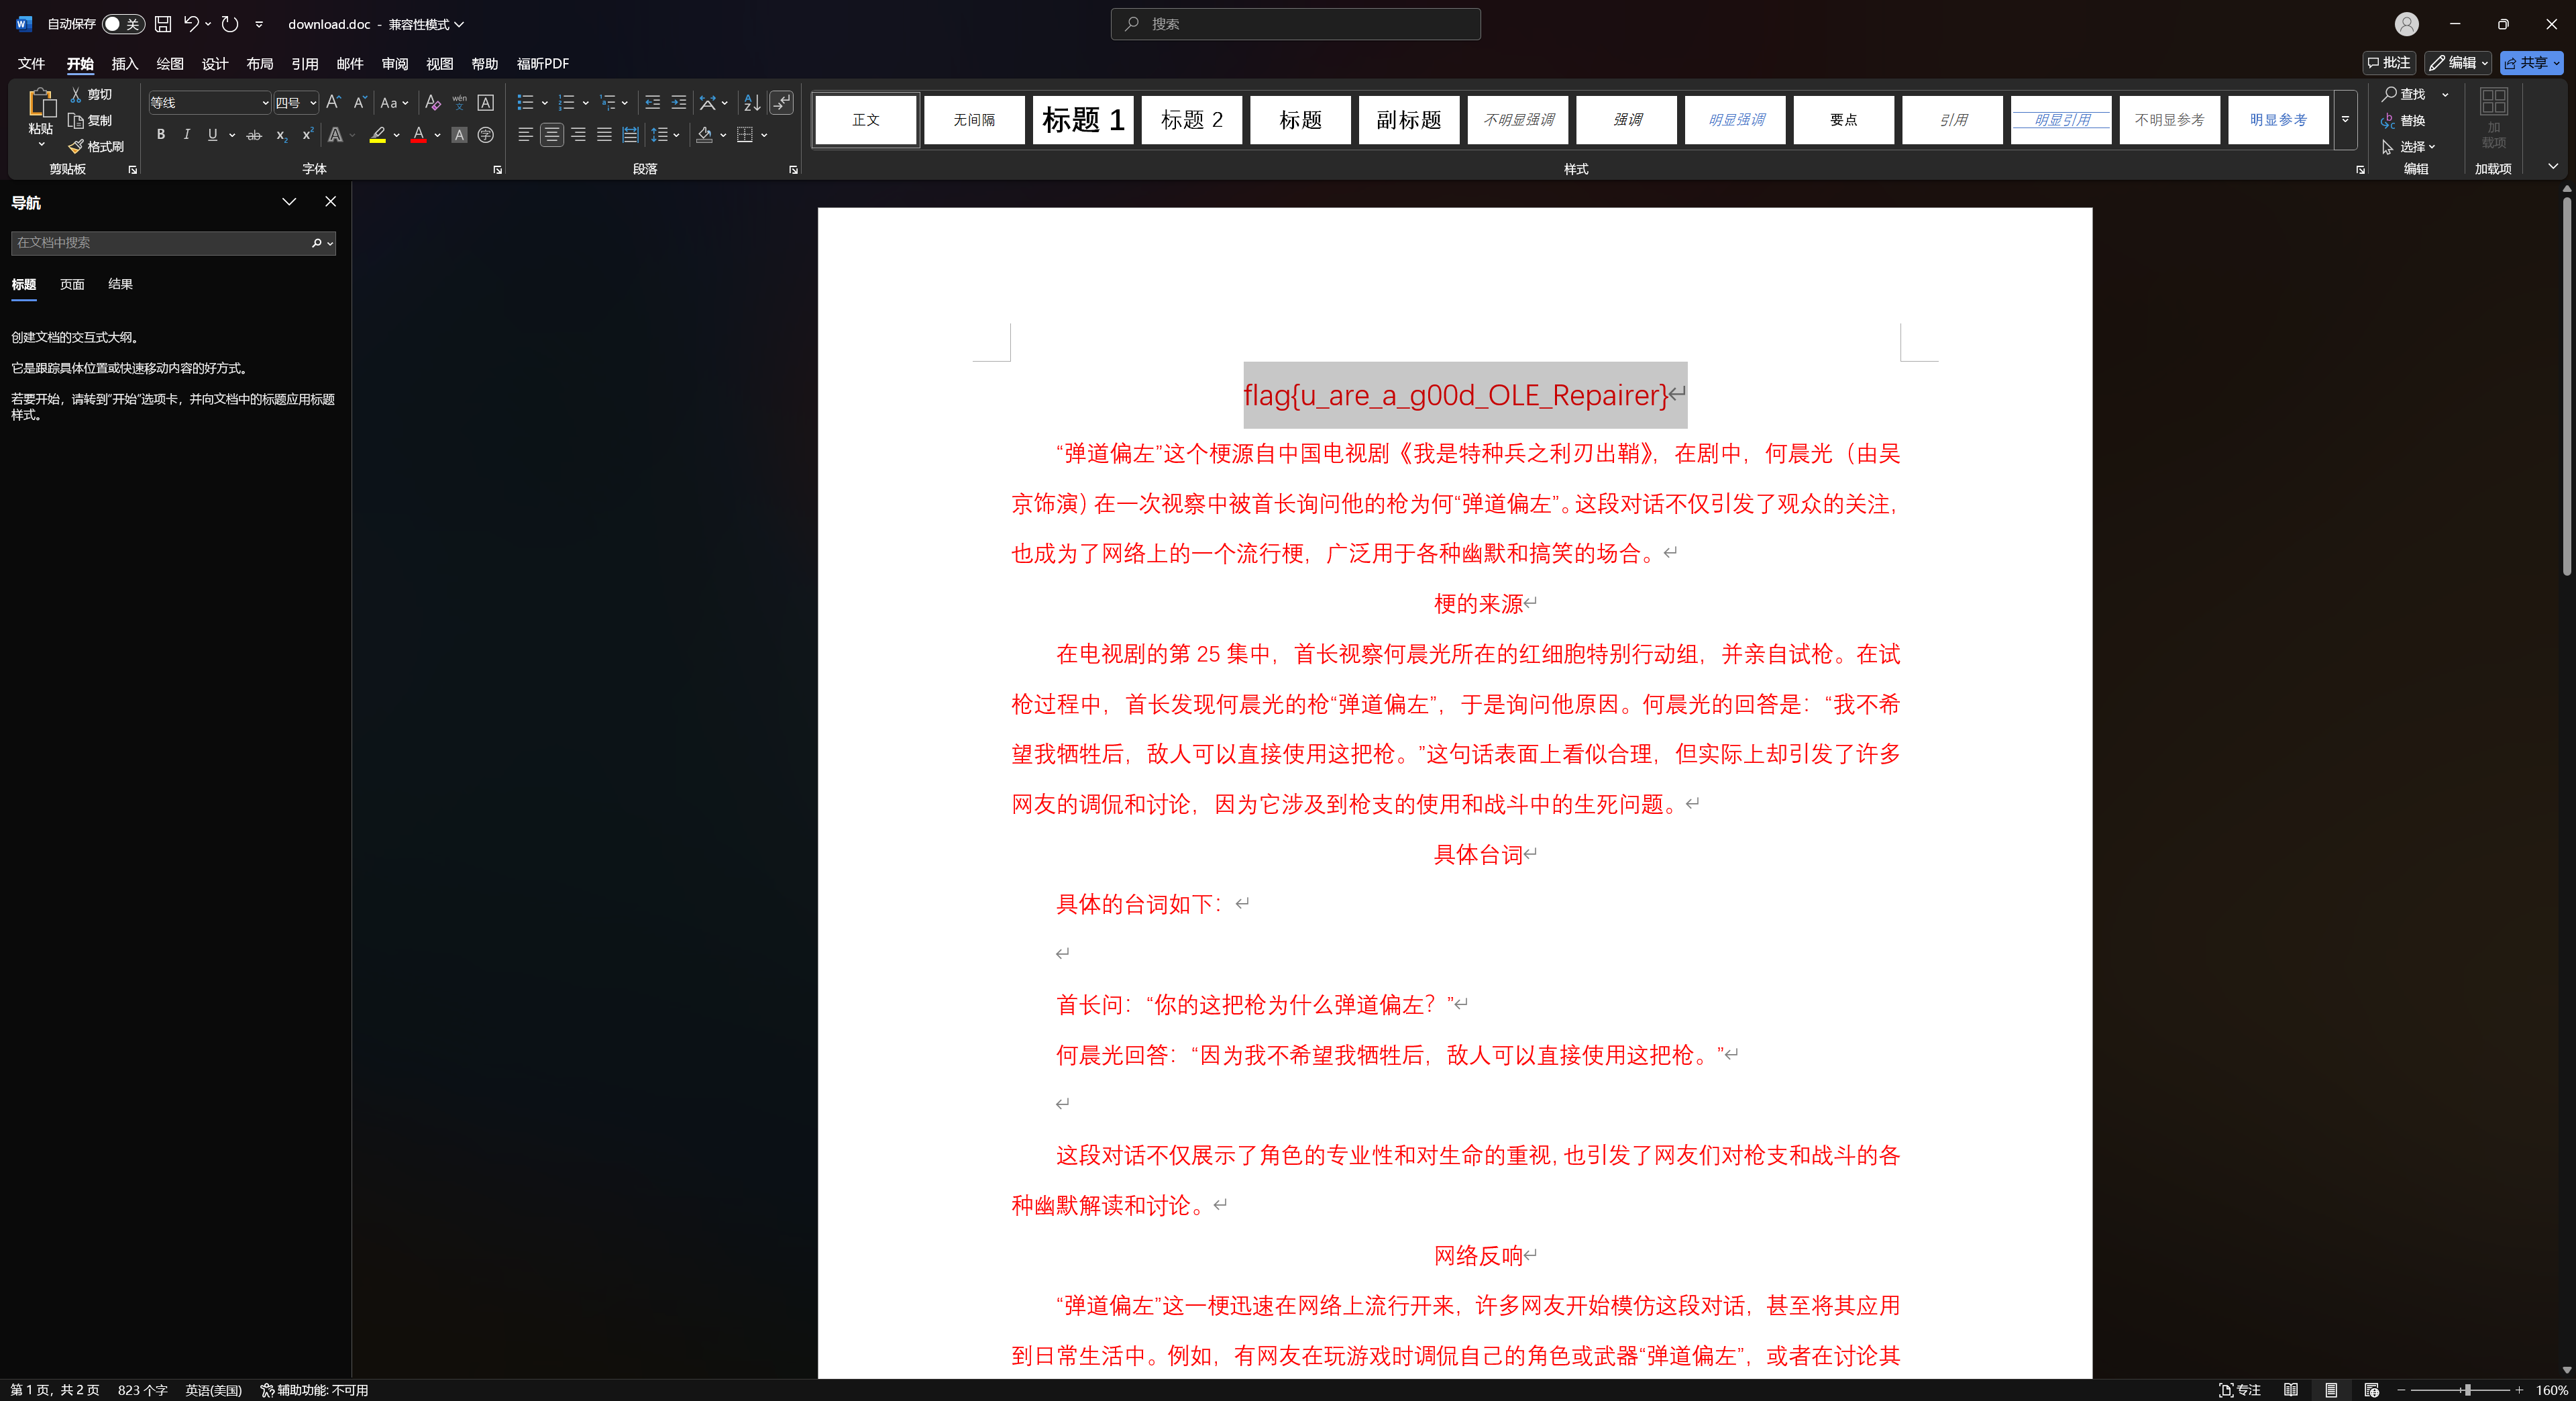 自动保存 关 download.doc - 兼容性模式 搜索
文件 开始 插入 绘图 设计 布局 引用 邮件 审阅 视图 帮助 福昕PDF 批注 编辑 共享
粘贴 剪切 复制 格式刷 剪贴板
等线 四号 字体
段落
正文 无间隔 标题 1 标题 2 标题 副标题 不明显强调 强调 明显强调 要点 引用 明显引用 不明显参考 明显参考
样式
查找 替换 选择 编辑
加载项 加载项
导航
在文档中搜索
标题 页面 结果
创建文档的交互式大纲。
它是跟踪具体位置或快速移动内容的好方式。
若要开始，请转到"开始"选项卡，并向文档中的标题应用标题
样式。
flag{u_are_a_g00d_OLE_Repairer}
“弹道偏左”这个梗源自中国电视剧《我是特种兵之利刃出鞘》，在剧中，何晨光（由吴
京饰演）在一次视察中被首长询问他的枪为何“弹道偏左”。这段对话不仅引发了观众的关注，
也成为了网络上的一个流行梗，广泛用于各种幽默和搞笑的场合。
梗的来源
在电视剧的第 25 集中，首长视察何晨光所在的红细胞特别行动组，并亲自试枪。在试
枪过程中，首长发现何晨光的枪“弹道偏左”，于是询问他原因。何晨光的回答是：“我不希
望我牺牲后，敌人可以直接使用这把枪。”这句话表面上看似合理，但实际上却引发了许多
网友的调侃和讨论，因为它涉及到枪支的使用和战斗中的生死问题。
具体台词
具体的台词如下：
首长问：“你的这把枪为什么弹道偏左？”
何晨光回答：“因为我不希望我牺牲后，敌人可以直接使用这把枪。”
这段对话不仅展示了角色的专业性和对生命的重视，也引发了网友们对枪支和战斗的各
种幽默解读和讨论。
网络反响
“弹道偏左”这一梗迅速在网络上流行开来，许多网友开始模仿这段对话，甚至将其应用
到日常生活中。例如，有网友在玩游戏时调侃自己的角色或武器“弹道偏左”，或者在讨论其
第 1 页，共 2 页 823 个字 英语(美国) 辅助功能: 不可用 专注 160%